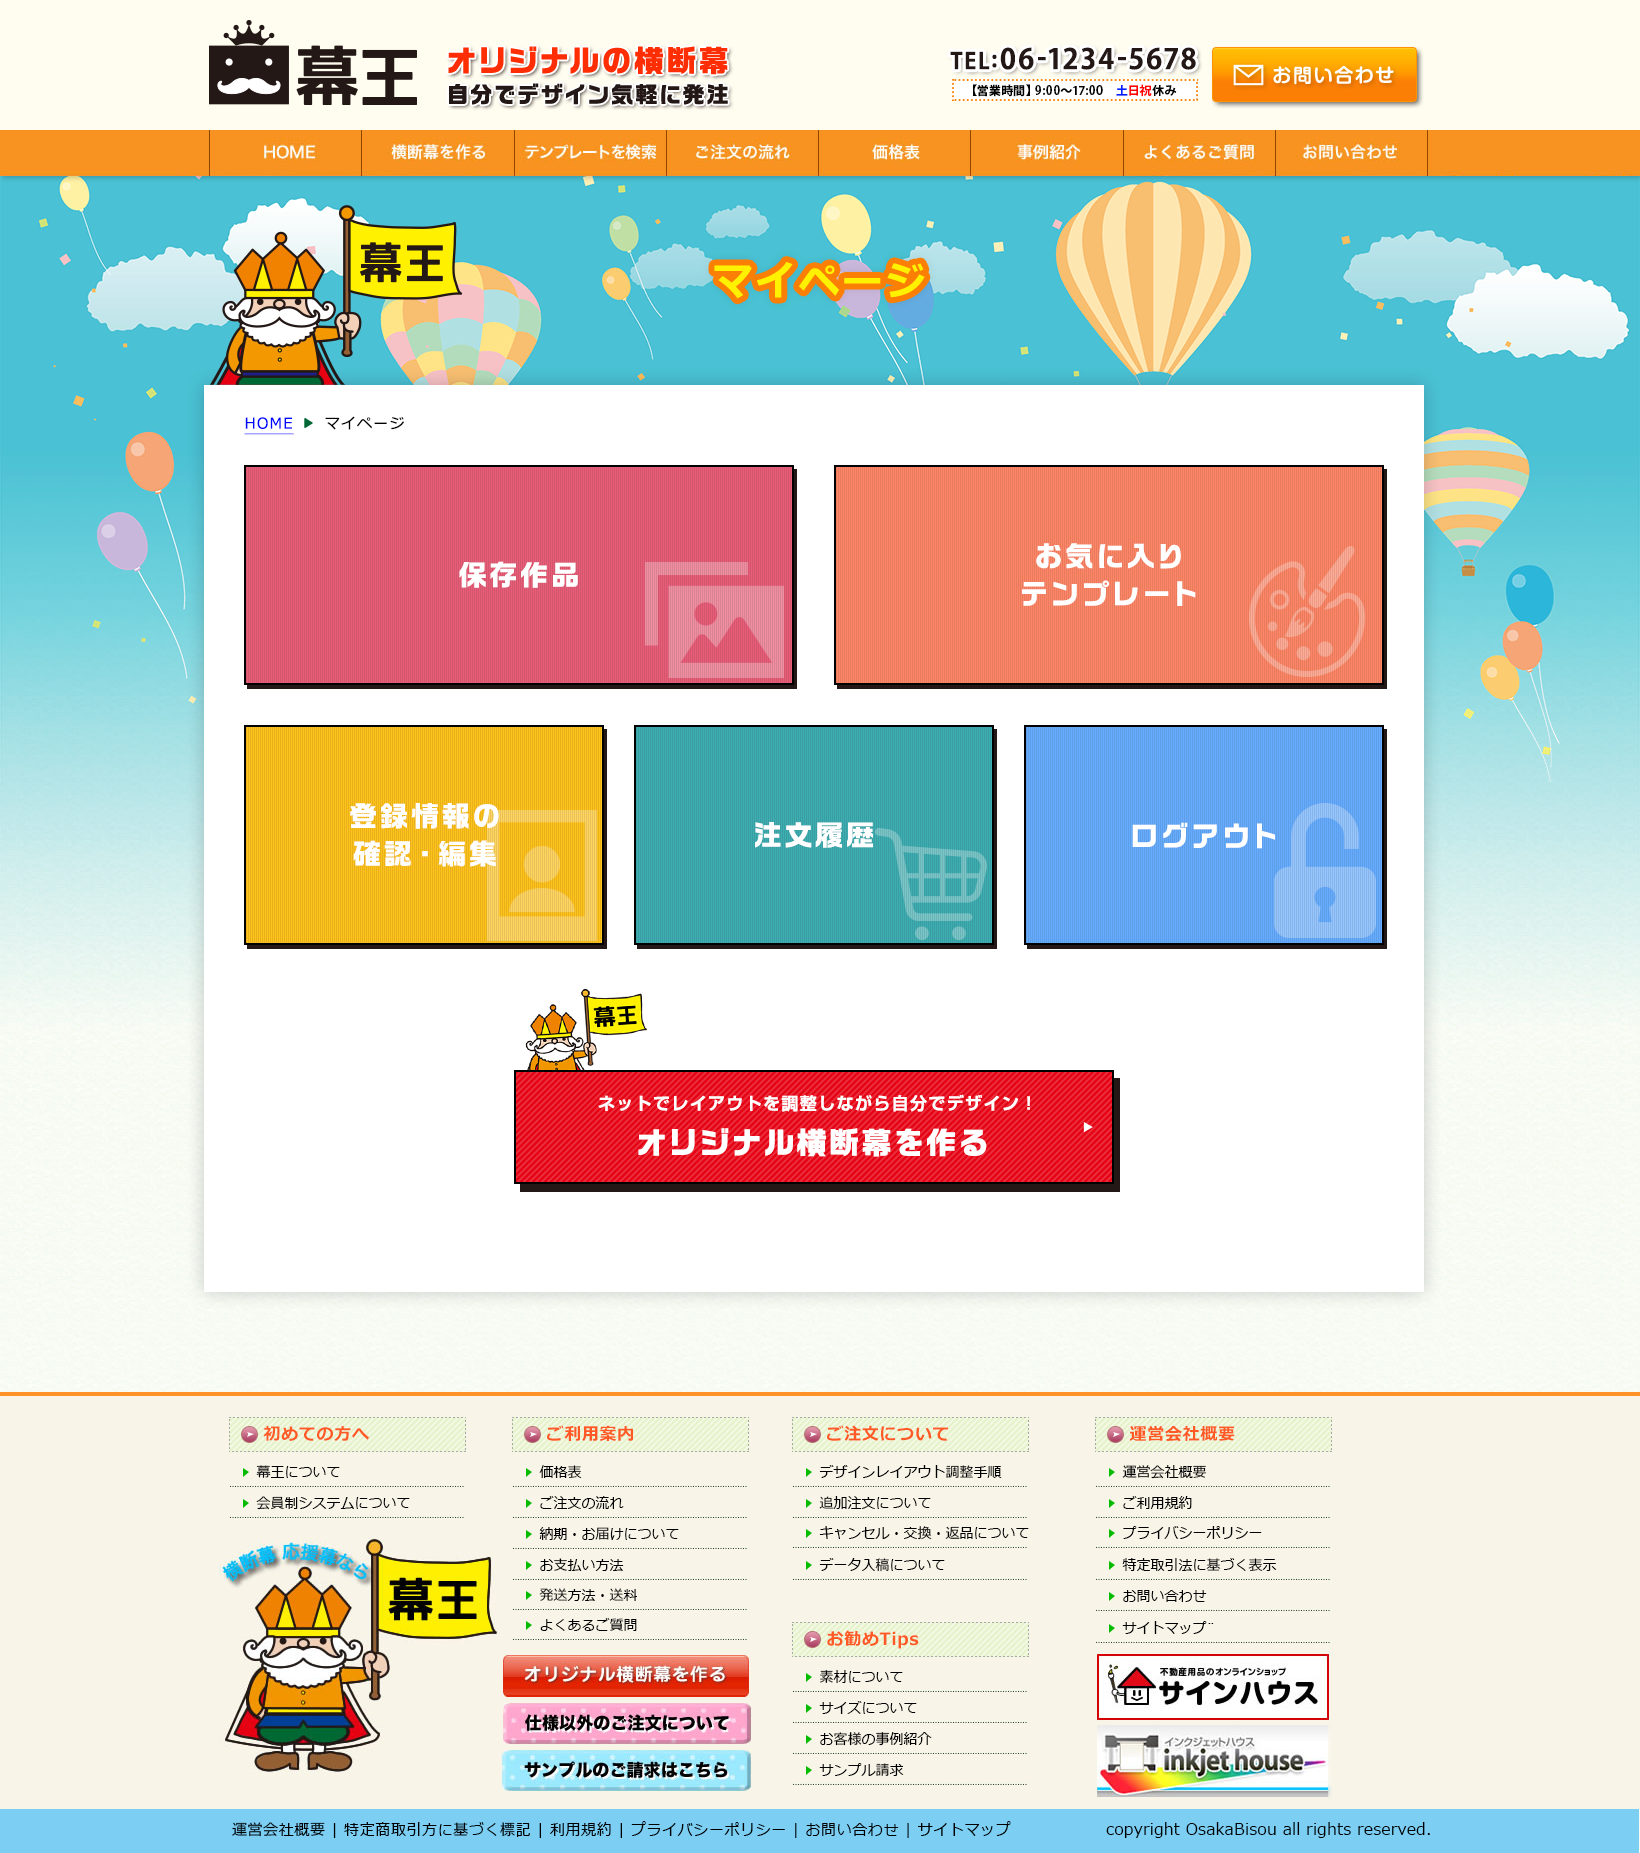 幕王
オリジナルの横断幕
自分でデザイン気軽に発注
TEL:06-1234-5678
【営業時間】9:00〜17:00　土日祝休み
お問い合わせ
HOME
横断幕を作る
テンプレートを検索
ご注文の流れ
価格表
事例紹介
よくあるご質問
お問い合わせ
幕王
マイページ
HOME
マイページ
保存作品
お気に入り
テンプレート
登録情報の
確認・編集
注文履歴
ログアウト
幕王
ネットでレイアウトを調整しながら自分でデザイン！
オリジナル横断幕を作る
初めての方へ
幕王について
会員制システムについて
横断幕 応援幕なら
幕王
ご利用案内
価格表
ご注文の流れ
納期・お届けについて
お支払い方法
発送方法・送料
よくあるご質問
オリジナル横断幕を作る
仕様以外のご注文について
サンプルのご請求はこちら
ご注文について
デザインレイアウト調整手順
追加注文について
キャンセル・交換・返品について
データ入稿について
お勧めTips
素材について
サイズについて
お客様の事例紹介
サンプル請求
運営会社概要
運営会社概要
ご利用規約
プライバシーポリシー
特定取引法に基づく表示
お問い合わせ
サイトマップ
不動産用品のオンラインショップ
サインハウス
インクジェットハウス
inkjet house
運営会社概要 | 特定商取引方に基づく標記 | 利用規約 | プライバシーポリシー | お問い合わせ | サイトマップ
copyright OsakaBisou all rights reserved.